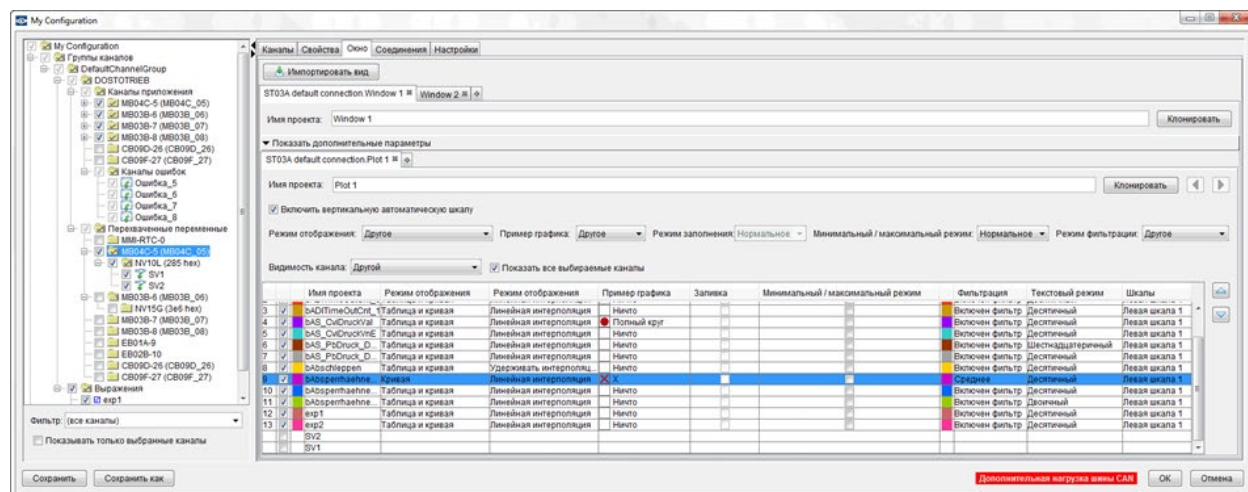 My Configuration
My Configuration
Группы каналов
DefaultChannelGroup
DOSTOTRIEB
Каналы приложения
MB04C-5 (MB04C_05)
MB03B-6 (MB03B_06)
MB03B-7 (MB03B_07)
MB03B-8 (MB03B_08)
CB09D-26 (CB09D_26)
CB09F-27 (CB09F_27)
Каналы ошибок
Ошибка_5
Ошибка_6
Ошибка_7
Ошибка_8
Перехваченные переменные
MMI-RTC-0
MB04C-5 (MB04C_05)
NV10L (285 hex)
SV1
SV2
MB03B-6 (MB03B_06)
NV15G (3e6 hex)
MB03B-7 (MB03B_07)
MB03B-8 (MB03B_08)
EB01A-9
EB02B-10
CB09D-26 (CB09D_26)
CB09F-27 (CB09F_27)
Выражения
exp1
Фильтр: (все каналы)
Показывать только выбранные каналы
Каналы Свойства Окно Соединения Настройки
Импортировать вид
ST03A default connection.Window 1 Window 2
Имя проекта: Window 1 Клонировать
Показать дополнительные параметры
ST03A default connection.Plot 1
Имя проекта: Plot 1 Клонировать
Включить вертикальную автоматическую шкалу
Режим отображения: Другое Пример графика: Другое Режим заполнения: Нормальное Минимальный / максимальный режим: Нормальное Режим фильтрации: Другое
Видимость канала: Другой Показать все выбираемые каналы
Имя проекта Режим отображения Режим отображения Пример графика Заливка Минимальный / максимальный режим Фильтрация Текстовый режим Шкалы
3 bADITimeOutCnt_1 Таблица и кривая Линейная интерполяция Ничто Включен фильтр Десятичный Левая шкала 1
4 bAS_CvlDruckVal Таблица и кривая Линейная интерполяция Полный круг Включен фильтр Десятичный Левая шкала 1
5 bAS_CvlDruckVnE Таблица и кривая Линейная интерполяция Ничто Включен фильтр Десятичный Левая шкала 1
6 bAS_PbDruck_D... Таблица и кривая Линейная интерполяция Ничто Включен фильтр Шестнадцатеричный Левая шкала 1
7 bAS_PbDruck_D... Таблица и кривая Линейная интерполяция Ничто Включен фильтр Десятичный Левая шкала 1
8 bAbschleppen Таблица и кривая Удерживать интерполяц... Ничто Включен фильтр Десятичный Левая шкала 1
9 bAbsperrhaehne... Кривая Линейная интерполяция X Среднее Десятичный Левая шкала 1
10 bAbsperrhaehne... Таблица и кривая Линейная интерполяция Ничто Включен фильтр Десятичный Левая шкала 1
11 bAbsperrhaehne... Таблица и кривая Линейная интерполяция Ничто Включен фильтр Двоичный Левая шкала 1
12 exp1 Таблица и кривая Линейная интерполяция Ничто Включен фильтр Десятичный Левая шкала 1
13 exp2 Таблица и кривая Линейная интерполяция Ничто Включен фильтр Десятичный Левая шкала 1
SV2
SV1
Сохранить Сохранить как Дополнительная нагрузка шины CAN OK Отмена